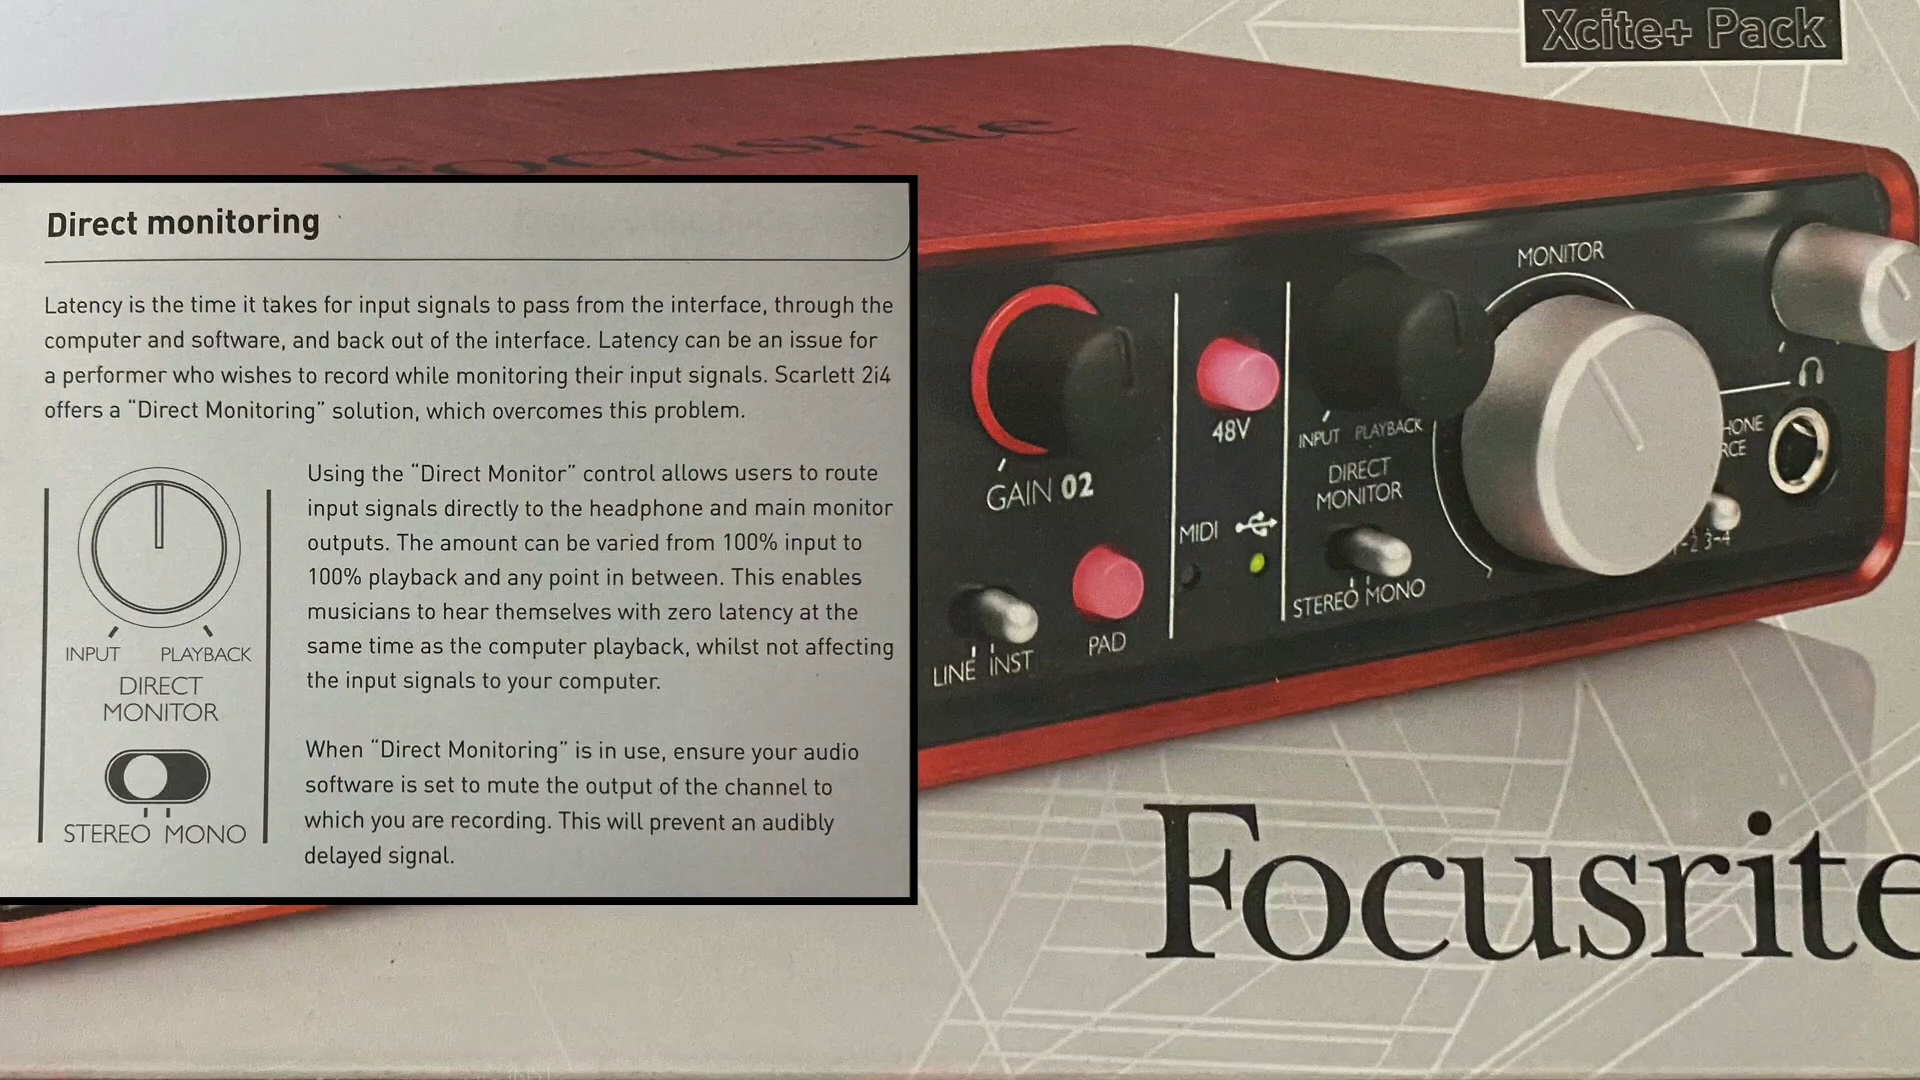 Xcite+ Pack
Focusrite
Direct monitoring
Latency is the time it takes for input signals to pass from the interface, through the
computer and software, and back out of the interface. Latency can be an issue for
a performer who wishes to record while monitoring their input signals. Scarlett 2i4
offers a “Direct Monitoring” solution, which overcomes this problem.
Using the “Direct Monitor” control allows users to route
input signals directly to the headphone and main monitor
outputs. The amount can be varied from 100% input to
100% playback and any point in between. This enables
musicians to hear themselves with zero latency at the
same time as the computer playback, whilst not affecting
the input signals to your computer.
When “Direct Monitoring” is in use, ensure your audio
software is set to mute the output of the channel to
which you are recording. This will prevent an audibly
delayed signal.
INPUT PLAYBACK
DIRECT
MONITOR
STEREO MONO
GAIN 02
LINE INST
PAD
48V
MIDI
INPUT PLAYBACK
DIRECT
MONITOR
STEREO MONO
MONITOR
3-4
Focusrite